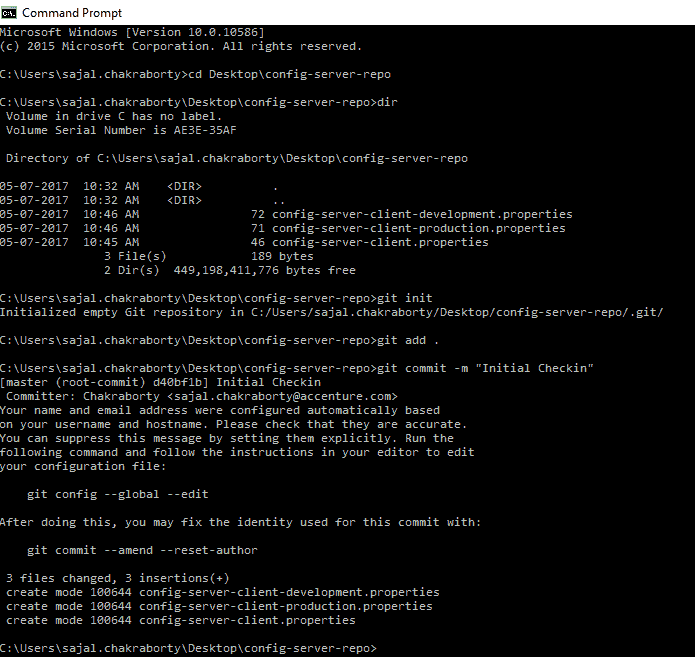 Command Prompt
Microsoft Windows [Version 10.0.10586]
(c) 2015 Microsoft Corporation. All rights reserved.
C:\Users\sajal.chakraborty>cd Desktop\config-server-repo
C:\Users\sajal.chakraborty\Desktop\config-server-repo>dir
Volume in drive C has no label.
Volume Serial Number is AE3E-35AF
Directory of C:\Users\sajal.chakraborty\Desktop\config-server-repo
05-07-2017  10:32 AM    <DIR>          .
05-07-2017  10:32 AM    <DIR>          ..
05-07-2017  10:46 AM                72 config-server-client-development.properties
05-07-2017  10:46 AM                71 config-server-client-production.properties
05-07-2017  10:45 AM                46 config-server-client.properties
3 File(s)            189 bytes
2 Dir(s)  449,198,411,776 bytes free
C:\Users\sajal.chakraborty\Desktop\config-server-repo>git init
Initialized empty Git repository in C:/Users/sajal.chakraborty/Desktop/config-server-repo/.git/
C:\Users\sajal.chakraborty\Desktop\config-server-repo>git add .
C:\Users\sajal.chakraborty\Desktop\config-server-repo>git commit -m "Initial Checkin"
[master (root-commit) d40bf1b] Initial Checkin
Committer: Chakraborty <sajal.chakraborty@accenture.com>
Your name and email address were configured automatically based
on your username and hostname. Please check that they are accurate.
You can suppress this message by setting them explicitly. Run the
following command and follow the instructions in your editor to edit
your configuration file:
git config --global --edit
After doing this, you may fix the identity used for this commit with:
git commit --amend --reset-author
3 files changed, 3 insertions(+)
create mode 100644 config-server-client-development.properties
create mode 100644 config-server-client-production.properties
create mode 100644 config-server-client.properties
C:\Users\sajal.chakraborty\Desktop\config-server-repo>